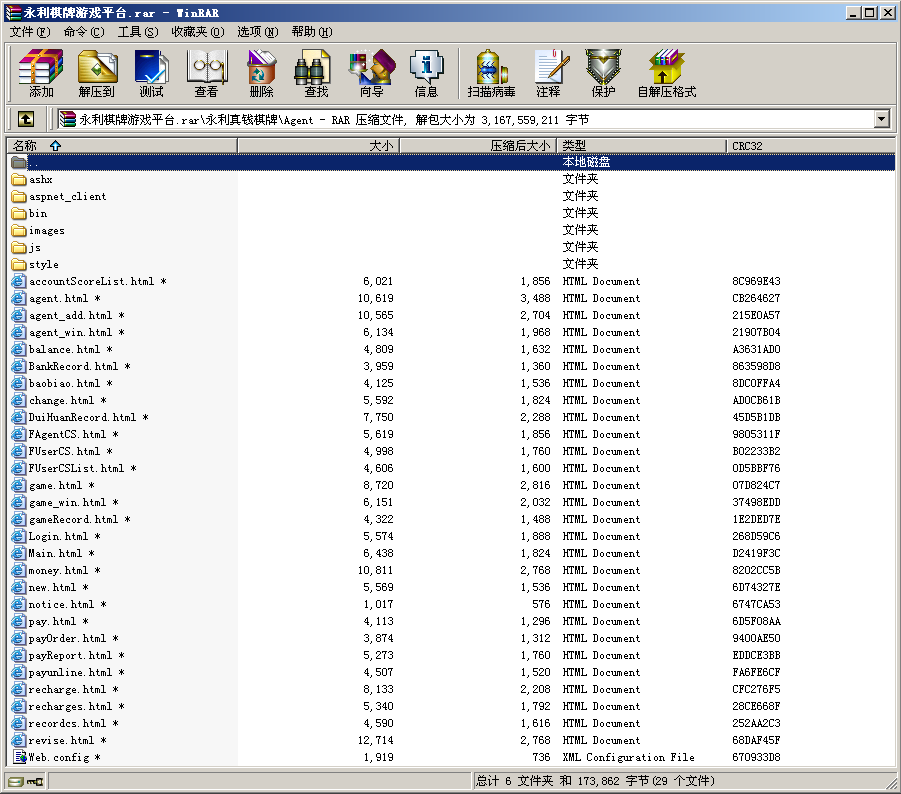 永利棋牌游戏平台.rar - WinRAR
文件(F) 命令(C) 工具(S) 收藏夹(O) 选项(N) 帮助(H)
添加 解压到 测试 查看 删除 查找 向导 信息 扫描病毒 注释 保护 自解压格式
永利棋牌游戏平台.rar\永利真钱棋牌\Agent - RAR 压缩文件, 解包大小为 3,167,559,211 字节
名称 大小 压缩后大小 类型 CRC32
.. 本地磁盘
ashx 文件夹
aspnet_client 文件夹
bin 文件夹
images 文件夹
js 文件夹
style 文件夹
accountScoreList.html * 6,021 1,856 HTML Document 8C969E43
agent.html * 10,619 3,488 HTML Document CB264627
agent_add.html * 10,565 2,704 HTML Document 215E0A57
agent_win.html * 6,134 1,968 HTML Document 21907B04
balance.html * 4,809 1,632 HTML Document A3631AD0
BankRecord.html * 3,959 1,360 HTML Document 863598D8
baobiao.html * 4,125 1,536 HTML Document 8DC0FFA4
change.html * 5,592 1,824 HTML Document AD0CB61B
DuiHuanRecord.html * 7,750 2,288 HTML Document 45D5B1DB
FAgentCS.html * 5,619 1,856 HTML Document 9805311F
FUserCS.html * 4,998 1,760 HTML Document B02233B2
FUserCSList.html * 4,606 1,600 HTML Document 0D5BBF76
game.html * 8,720 2,816 HTML Document 07D824C7
game_win.html * 6,151 2,032 HTML Document 37498EDD
gameRecord.html * 4,322 1,488 HTML Document 1E2DED7E
Login.html * 5,574 1,888 HTML Document 268D59C6
Main.html * 6,438 1,824 HTML Document D2419F3C
money.html * 10,811 2,768 HTML Document 8202CC5B
new.html * 5,569 1,536 HTML Document 6D74327E
notice.html * 1,017 576 HTML Document 6747CA53
pay.html * 4,113 1,296 HTML Document 6D5F08AA
payOrder.html * 3,874 1,312 HTML Document 9400AE50
payReport.html * 5,273 1,760 HTML Document EDDCE3BB
payunline.html * 4,507 1,520 HTML Document FA6FE6CF
recharge.html * 8,133 2,208 HTML Document CFC276F5
recharges.html * 5,340 1,792 HTML Document 28CE668F
recordcs.html * 4,590 1,616 HTML Document 252AA2C3
revise.html * 12,714 2,768 HTML Document 68DAF45F
Web.config * 1,919 736 XML Configuration File 670933D8
总计 6 文件夹 和 173,862 字节(29 个文件)